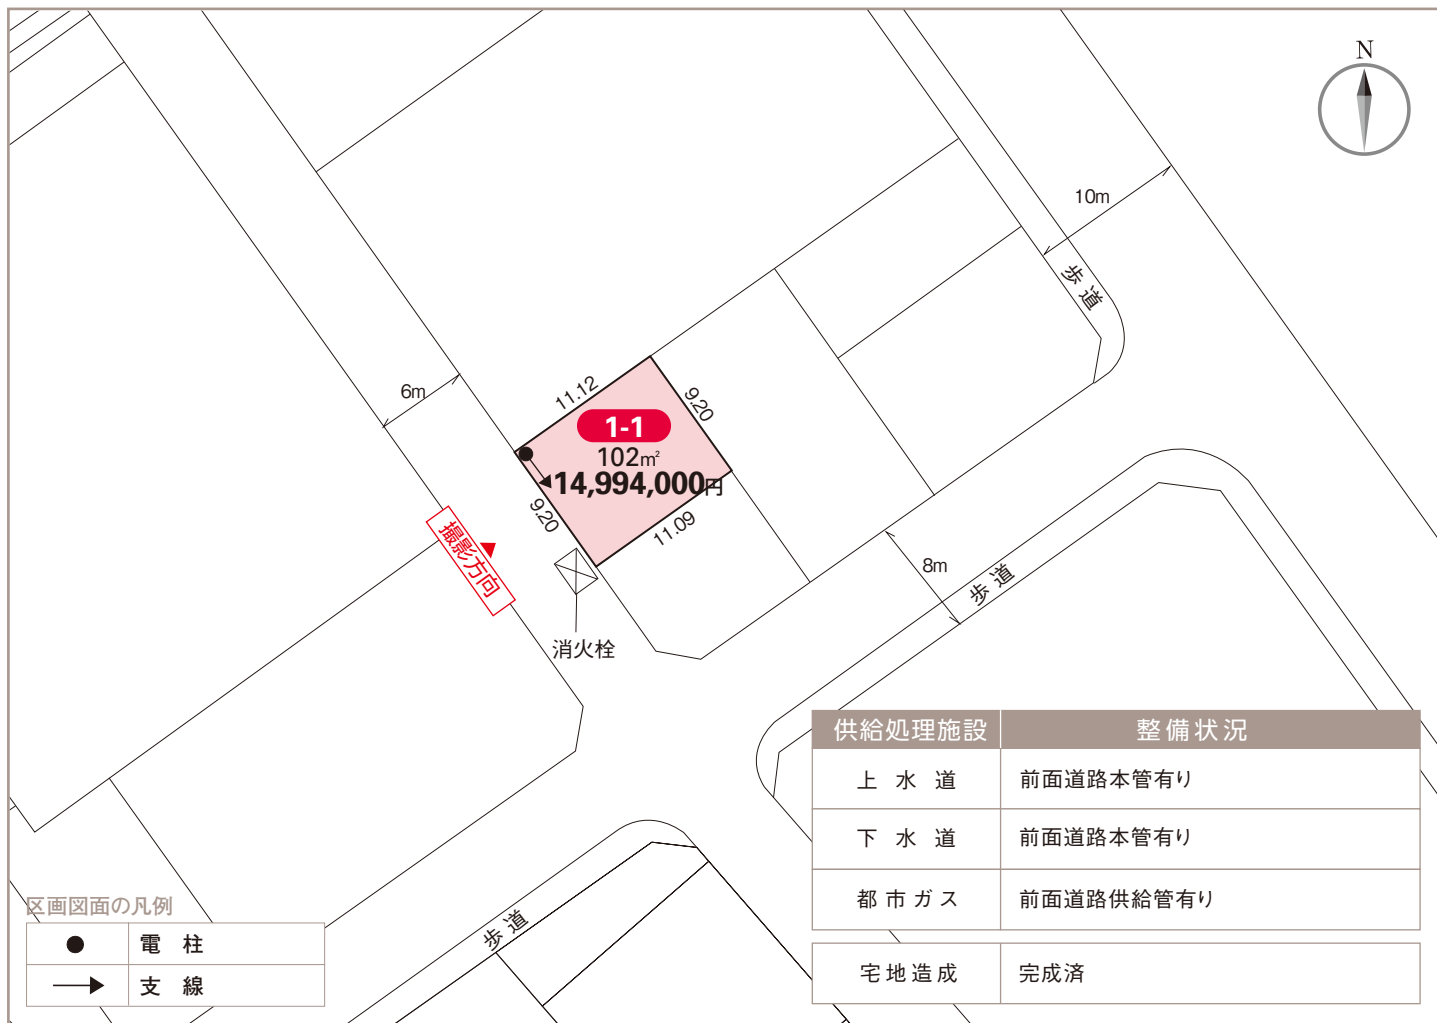 N
10m
歩道
6m
11.12
9.20
1-1
102㎡
14,994,000円
9.20
11.09
撮影方向
消火栓
8m
歩道
歩道
供給処理施設 整備状況
上水道 前面道路本管有り
下水道 前面道路本管有り
都市ガス 前面道路供給管有り
宅地造成 完成済
区画図面の凡例
電柱
支線